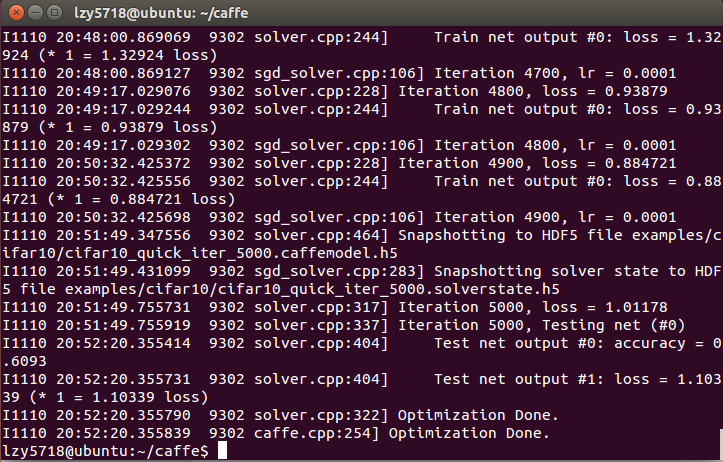 lzy5718@ubuntu: ~/caffe
I1110 20:48:00.869069  9302 solver.cpp:244]     Train net output #0: loss = 1.32
924 (* 1 = 1.32924 loss)
I1110 20:48:00.869127  9302 sgd_solver.cpp:106] Iteration 4700, lr = 0.0001
I1110 20:49:17.029076  9302 solver.cpp:228] Iteration 4800, loss = 0.93879
I1110 20:49:17.029244  9302 solver.cpp:244]     Train net output #0: loss = 0.93
879 (* 1 = 0.93879 loss)
I1110 20:49:17.029302  9302 sgd_solver.cpp:106] Iteration 4800, lr = 0.0001
I1110 20:50:32.425372  9302 solver.cpp:228] Iteration 4900, loss = 0.884721
I1110 20:50:32.425556  9302 solver.cpp:244]     Train net output #0: loss = 0.88
4721 (* 1 = 0.884721 loss)
I1110 20:50:32.425698  9302 sgd_solver.cpp:106] Iteration 4900, lr = 0.0001
I1110 20:51:49.347556  9302 solver.cpp:464] Snapshotting to HDF5 file examples/c
ifar10/cifar10_quick_iter_5000.caffemodel.h5
I1110 20:51:49.431099  9302 sgd_solver.cpp:283] Snapshotting solver state to HDF
5 file examples/cifar10/cifar10_quick_iter_5000.solverstate.h5
I1110 20:51:49.755731  9302 solver.cpp:317] Iteration 5000, loss = 1.01178
I1110 20:51:49.755919  9302 solver.cpp:337] Iteration 5000, Testing net (#0)
I1110 20:52:20.355414  9302 solver.cpp:404]     Test net output #0: accuracy = 0
.6093
I1110 20:52:20.355731  9302 solver.cpp:404]     Test net output #1: loss = 1.103
39 (* 1 = 1.10339 loss)
I1110 20:52:20.355790  9302 solver.cpp:322] Optimization Done.
I1110 20:52:20.355839  9302 caffe.cpp:254] Optimization Done.
lzy5718@ubuntu:~/caffe$